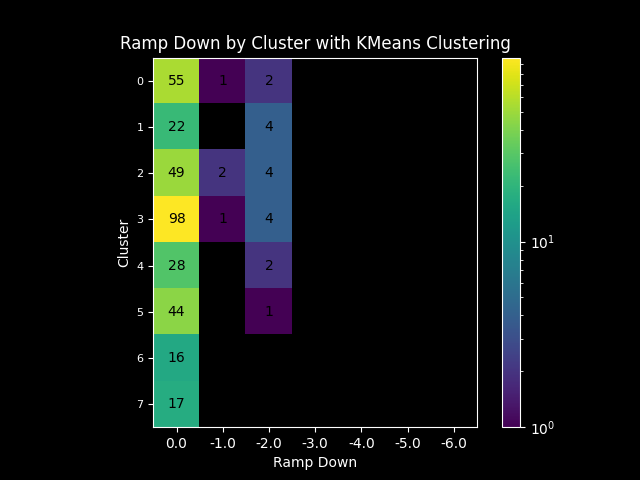 Ramp Down by Cluster with KMeans Clustering
0 55 1 2
1 22 4
2 49 2 4
3 98 1 4
4 28 2
5 44 1
6 16
7 17
Cluster
0.0 -1.0 -2.0 -3.0 -4.0 -5.0 -6.0
Ramp Down
10¹
10⁰